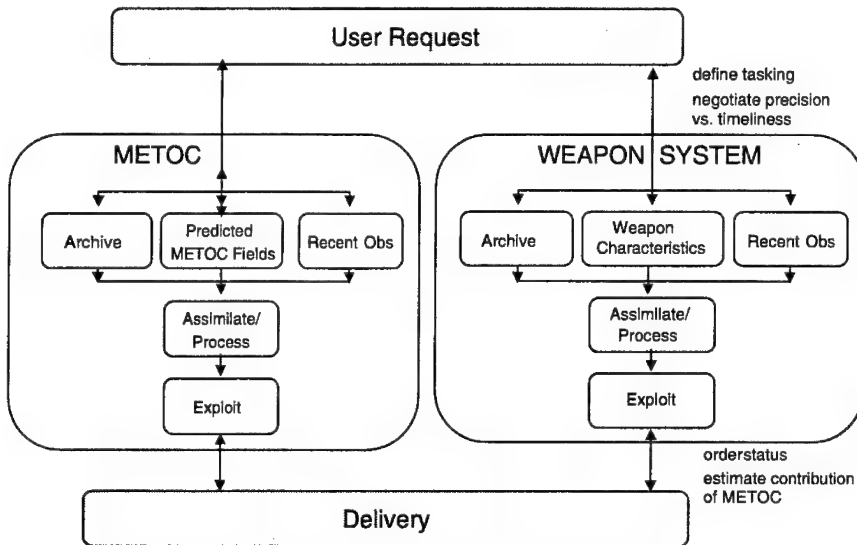 User Request
define tasking
negotiate precision
vs. timeliness
METOC
Archive
Predicted
METOC Fields
Recent Obs
Assimilate/
Process
Exploit
WEAPON SYSTEM
Archive
Weapon
Characteristics
Recent Obs
Assimilate/
Process
Exploit
orderstatus
estimate contribution
of METOC
Delivery